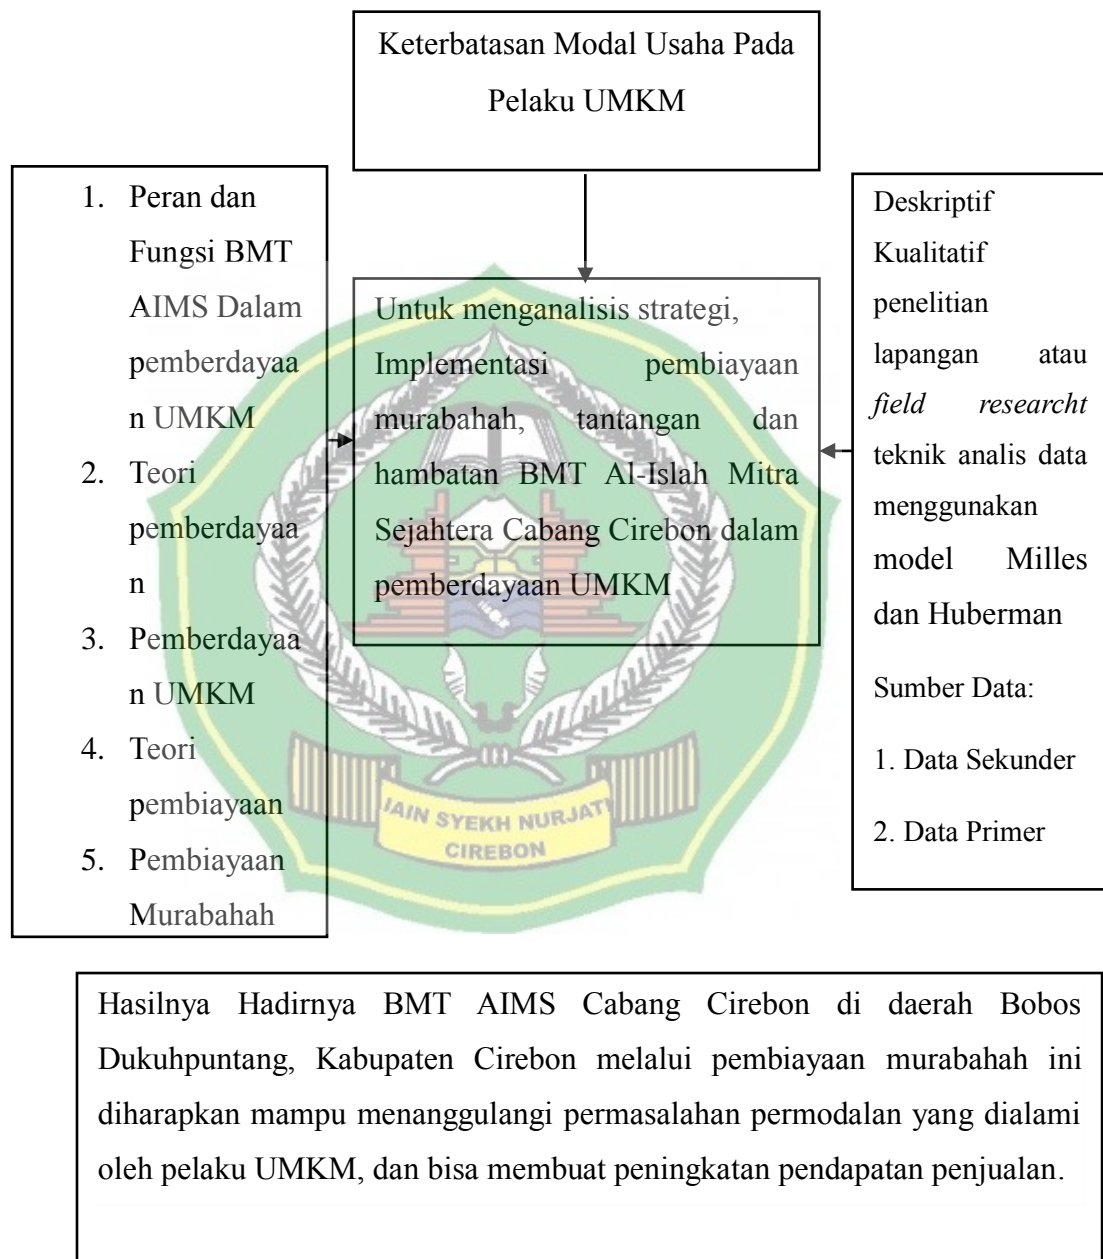 Keterbatasan Modal Usaha Pada
Pelaku UMKM
1. Peran dan
Fungsi BMT
AIMS Dalam
pemberdayaa
n UMKM
2. Teori
pemberdayaa
n
3. Pemberdayaa
n UMKM
4. Teori
pembiayaan
5. Pembiayaan
Murabahah
Untuk menganalisis strategi,
Implementasi pembiayaan
murabahah, tantangan dan
hambatan BMT Al-Islah Mitra
Sejahtera Cabang Cirebon dalam
pemberdayaan UMKM
Deskriptif
Kualitatif
penelitian
lapangan atau
field researcht
teknik analis data
menggunakan
model Milles
dan Huberman
Sumber Data:
1. Data Sekunder
2. Data Primer
IAIN SYEKH NURJATI
CIREBON
Hasilnya Hadirnya BMT AIMS Cabang Cirebon di daerah Bobos
Dukuhpuntang, Kabupaten Cirebon melalui pembiayaan murabahah ini
diharapkan mampu menanggulangi permasalahan permodalan yang dialami
oleh pelaku UMKM, dan bisa membuat peningkatan pendapatan penjualan.